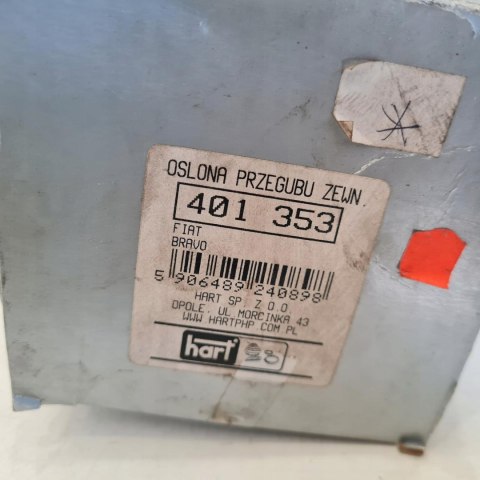 OSLONA PRZEGUBU ZEWN.
401 353
FIAT
BRAVO
5 906489 240898
HART SP. Z O O
OPOLE. UL MORCINKA 43
WWW HARTPHP COM.PL
hart